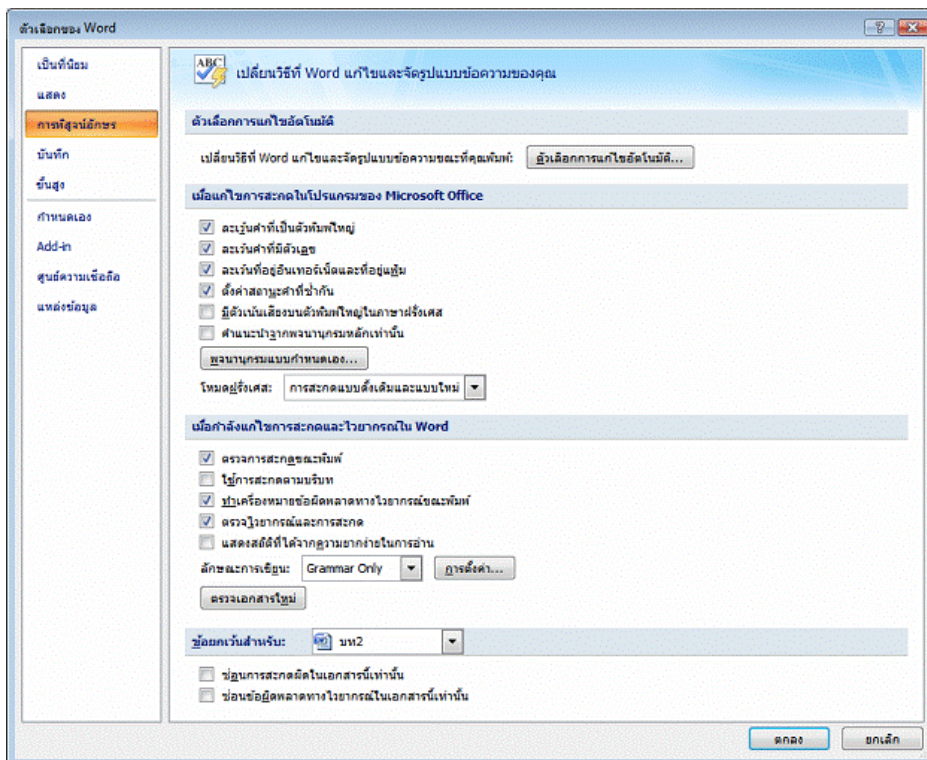 ตัวเลือกของ Word
เป็นที่นิยม
แสดง
การพิสูจน์อักษร
บันทึก
ขั้นสูง
กำหนดเอง
Add-in
ศูนย์ความเชื่อถือ
แหล่งข้อมูล
ABC
เปลี่ยนวิธีที่ Word แก้ไขและจัดรูปแบบข้อความของคุณ
ตัวเลือกการแก้ไขอัตโนมัติ
เปลี่ยนวิธีที่ Word แก้ไขและจัดรูปแบบข้อความขณะที่คุณพิมพ์: ตัวเลือกการแก้ไขอัตโนมัติ...
เมื่อแก้ไขการสะกดในโปรแกรมของ Microsoft Office
ละเว้นคำที่เป็นตัวพิมพ์ใหญ่
ละเว้นคำที่มีตัวเลข
ละเว้นที่อยู่อินเทอร์เน็ตและที่อยู่แฟ้ม
ตั้งค่าสถานะคำที่ซ้ำกัน
มีตัวเน้นเสียงบนตัวพิมพ์ใหญ่ในภาษาฝรั่งเศส
คำแนะนำจากพจนานุกรมหลักเท่านั้น
พจนานุกรมแบบกำหนดเอง...
โหมดฝรั่งเศส: การสะกดแบบดั้งเดิมและแบบใหม่
เมื่อกำลังแก้ไขการสะกดและไวยากรณ์ใน Word
ตรวจการสะกดขณะพิมพ์
ใช้การสะกดตามบริบท
ทำเครื่องหมายข้อผิดพลาดทางไวยากรณ์ขณะพิมพ์
ตรวจไวยากรณ์และการสะกด
แสดงสถิติที่ได้จากความยากง่ายในการอ่าน
ลักษณะการเขียน: Grammar Only การตั้งค่า...
ตรวจเอกสารใหม่
ข้อยกเว้นสำหรับ: บท2
ซ่อนการสะกดผิดในเอกสารนี้เท่านั้น
ซ่อนข้อผิดพลาดทางไวยากรณ์ในเอกสารนี้เท่านั้น
ตกลง ยกเลิก